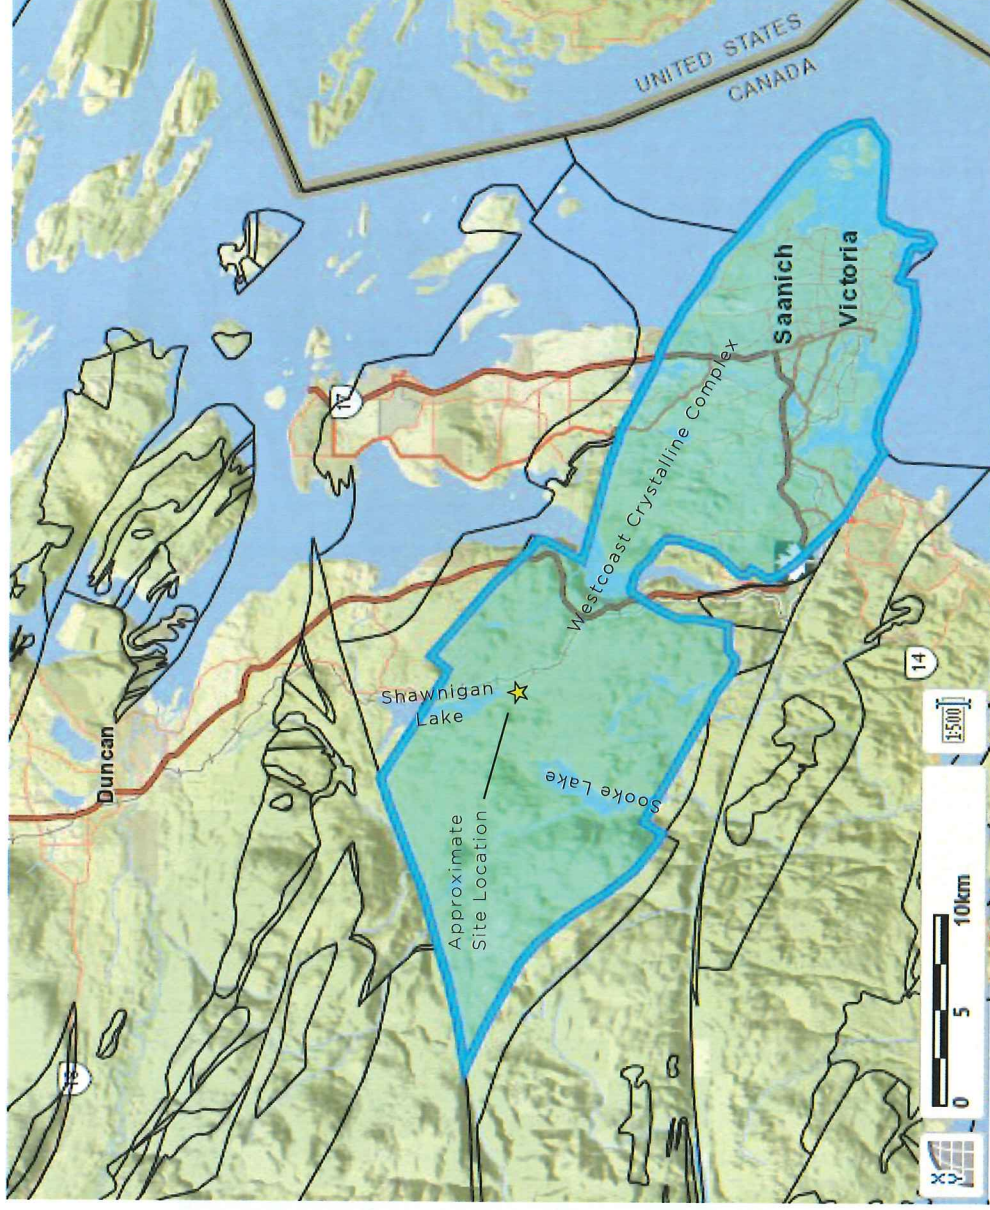 UNITED STATES
CANADA
Duncan
18
17
Shawnigan
Lake
Approximate
Site Location
Sooke Lake
Westcoast Crystalline Complex
Saanich
Victoria
14
X
Y
0 5 10km
1:500